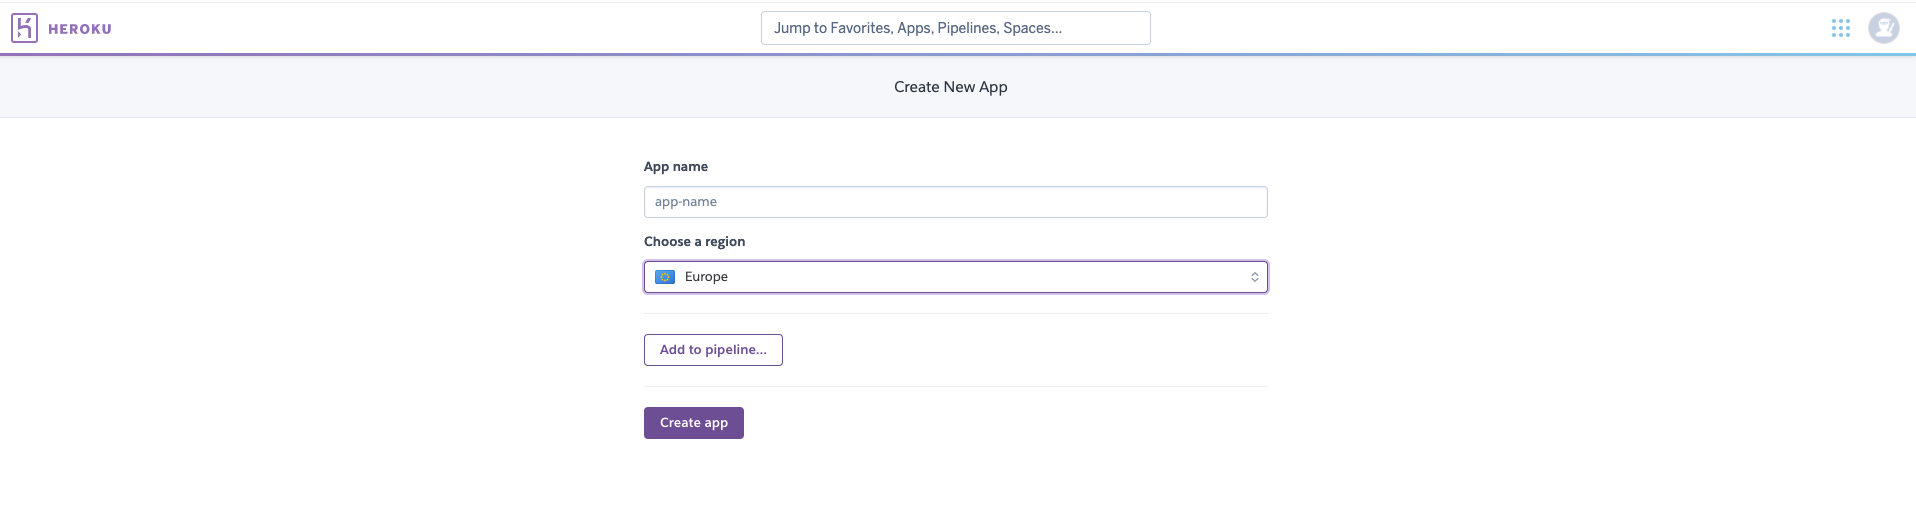 HEROKU
Jump to Favorites, Apps, Pipelines, Spaces...
Create New App
App name
app-name
Choose a region
Europe
Add to pipeline...
Create app